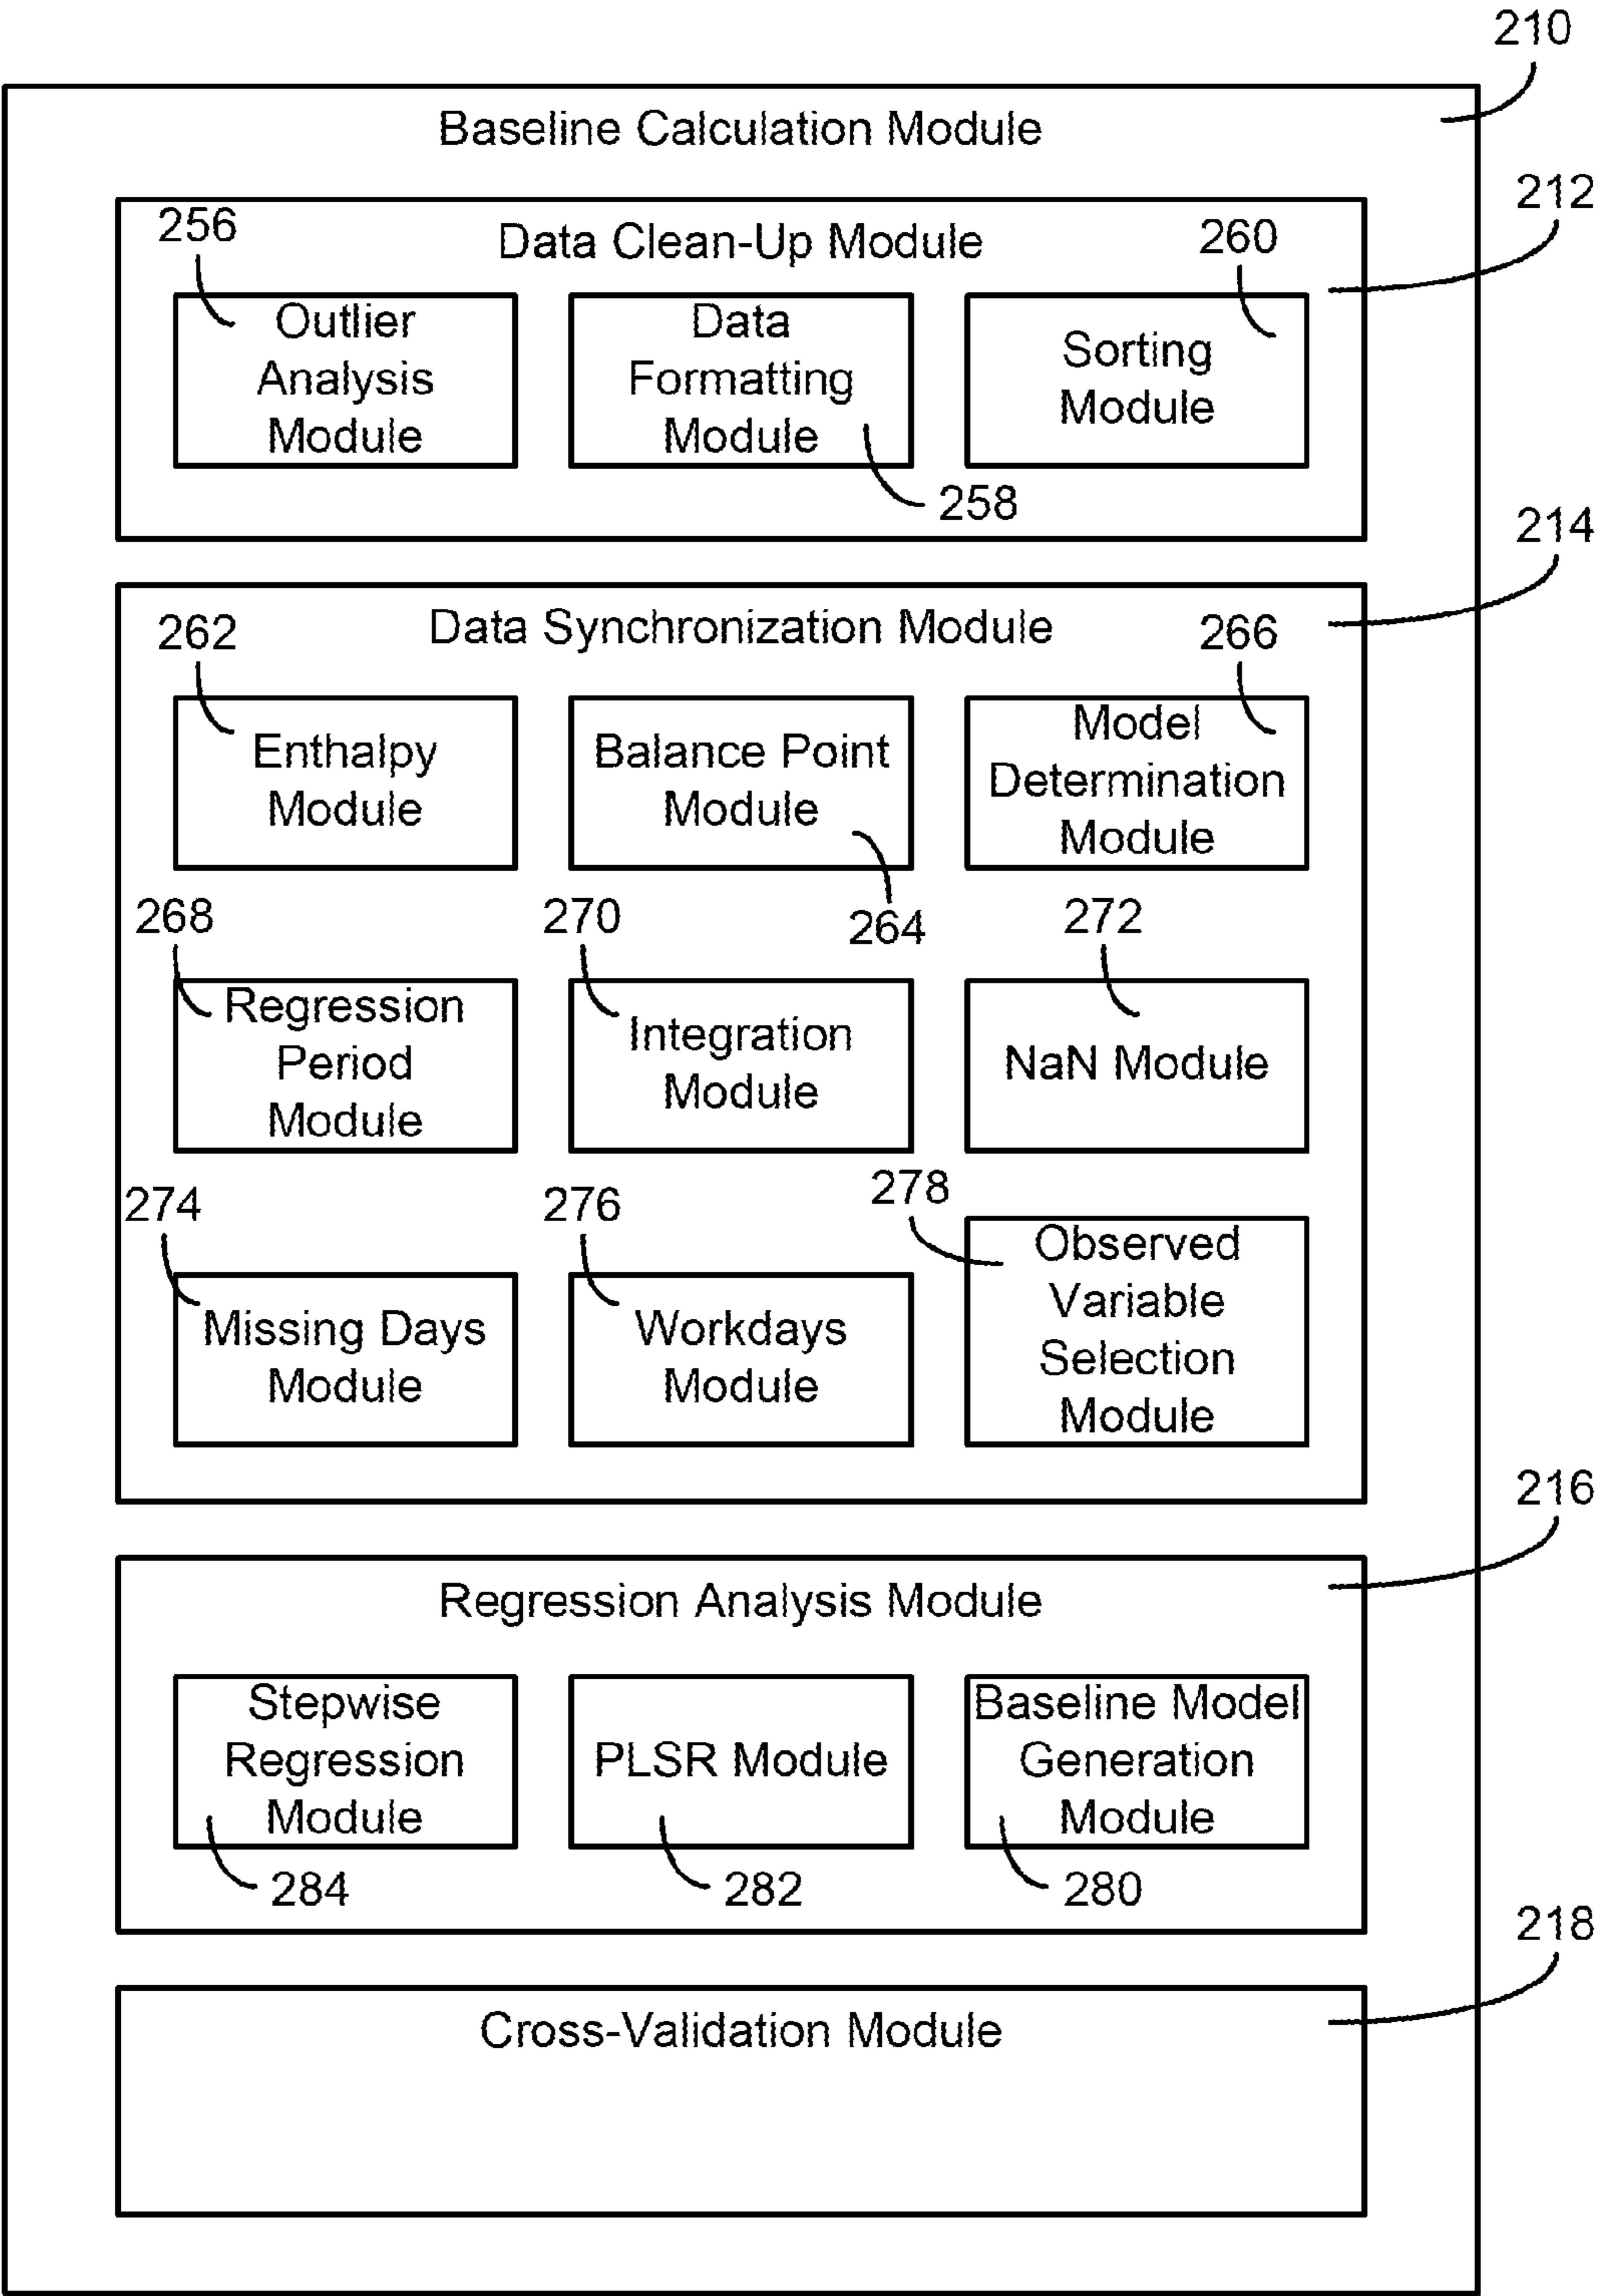 210
Baseline Calculation Module
212
256
Data Clean-Up Module
260
Outlier
Analysis
Module
Data
Formatting
Module
Sorting
Module
258
214
262
Data Synchronization Module
266
Enthalpy
Module
Balance Point
Module
Model
Determination
Module
264
268
270
272
Regression
Period
Module
Integration
Module
NaN Module
274
276
278
Missing Days
Module
Workdays
Module
Observed
Variable
Selection
Module
216
Regression Analysis Module
Stepwise
Regression
Module
PLSR Module
Baseline Model
Generation
Module
284
282
280
218
Cross-Validation Module